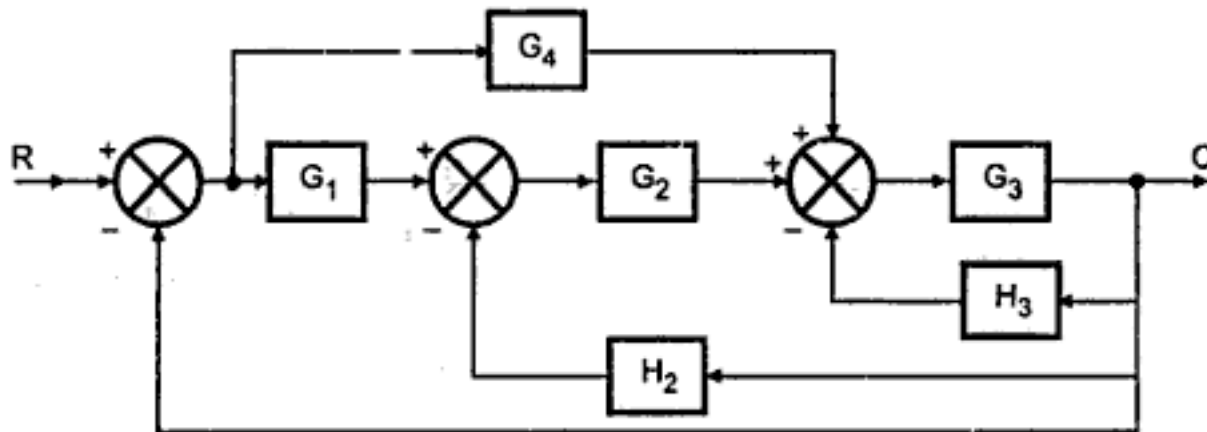 G₄
R + G₁ + G₂ + + G₃ C
− − −
H₃
H₂